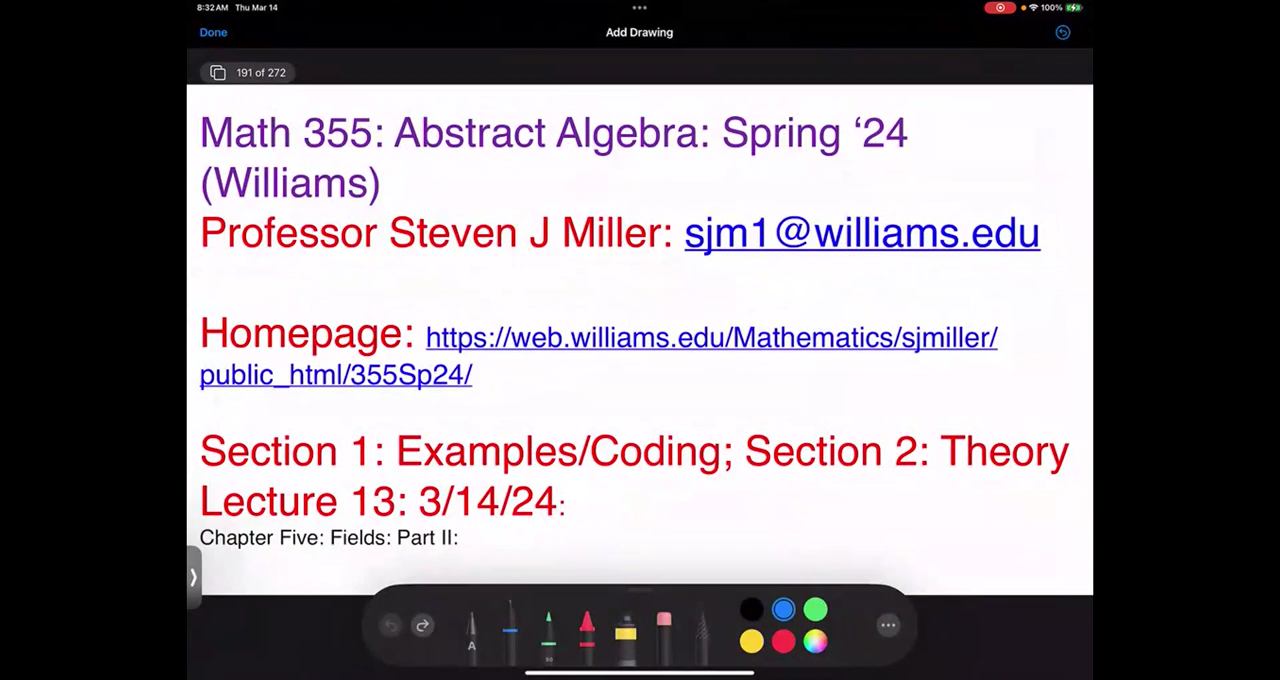 8:32 AM Thu Mar 14
100%
Done
Add Drawing
191 of 272
Math 355: Abstract Algebra: Spring ‘24
(Williams)
Professor Steven J Miller: sjm1@williams.edu
Homepage: https://web.williams.edu/Mathematics/sjmiller/
public_html/355Sp24/
Section 1: Examples/Coding; Section 2: Theory
Lecture 13: 3/14/24:
Chapter Five: Fields: Part II:
A
50